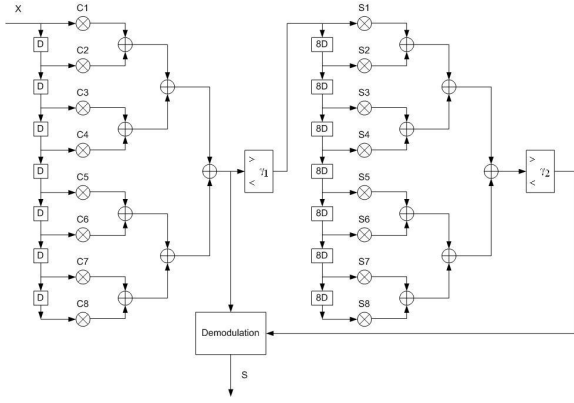 X
C1
D
C2
D
C3
D
C4
D
C5
D
C6
D
C7
D
C8
>
γ1
<
S1
8D
S2
8D
S3
8D
S4
8D
S5
8D
S6
8D
S7
8D
S8
>
γ2
<
Demodulation
S